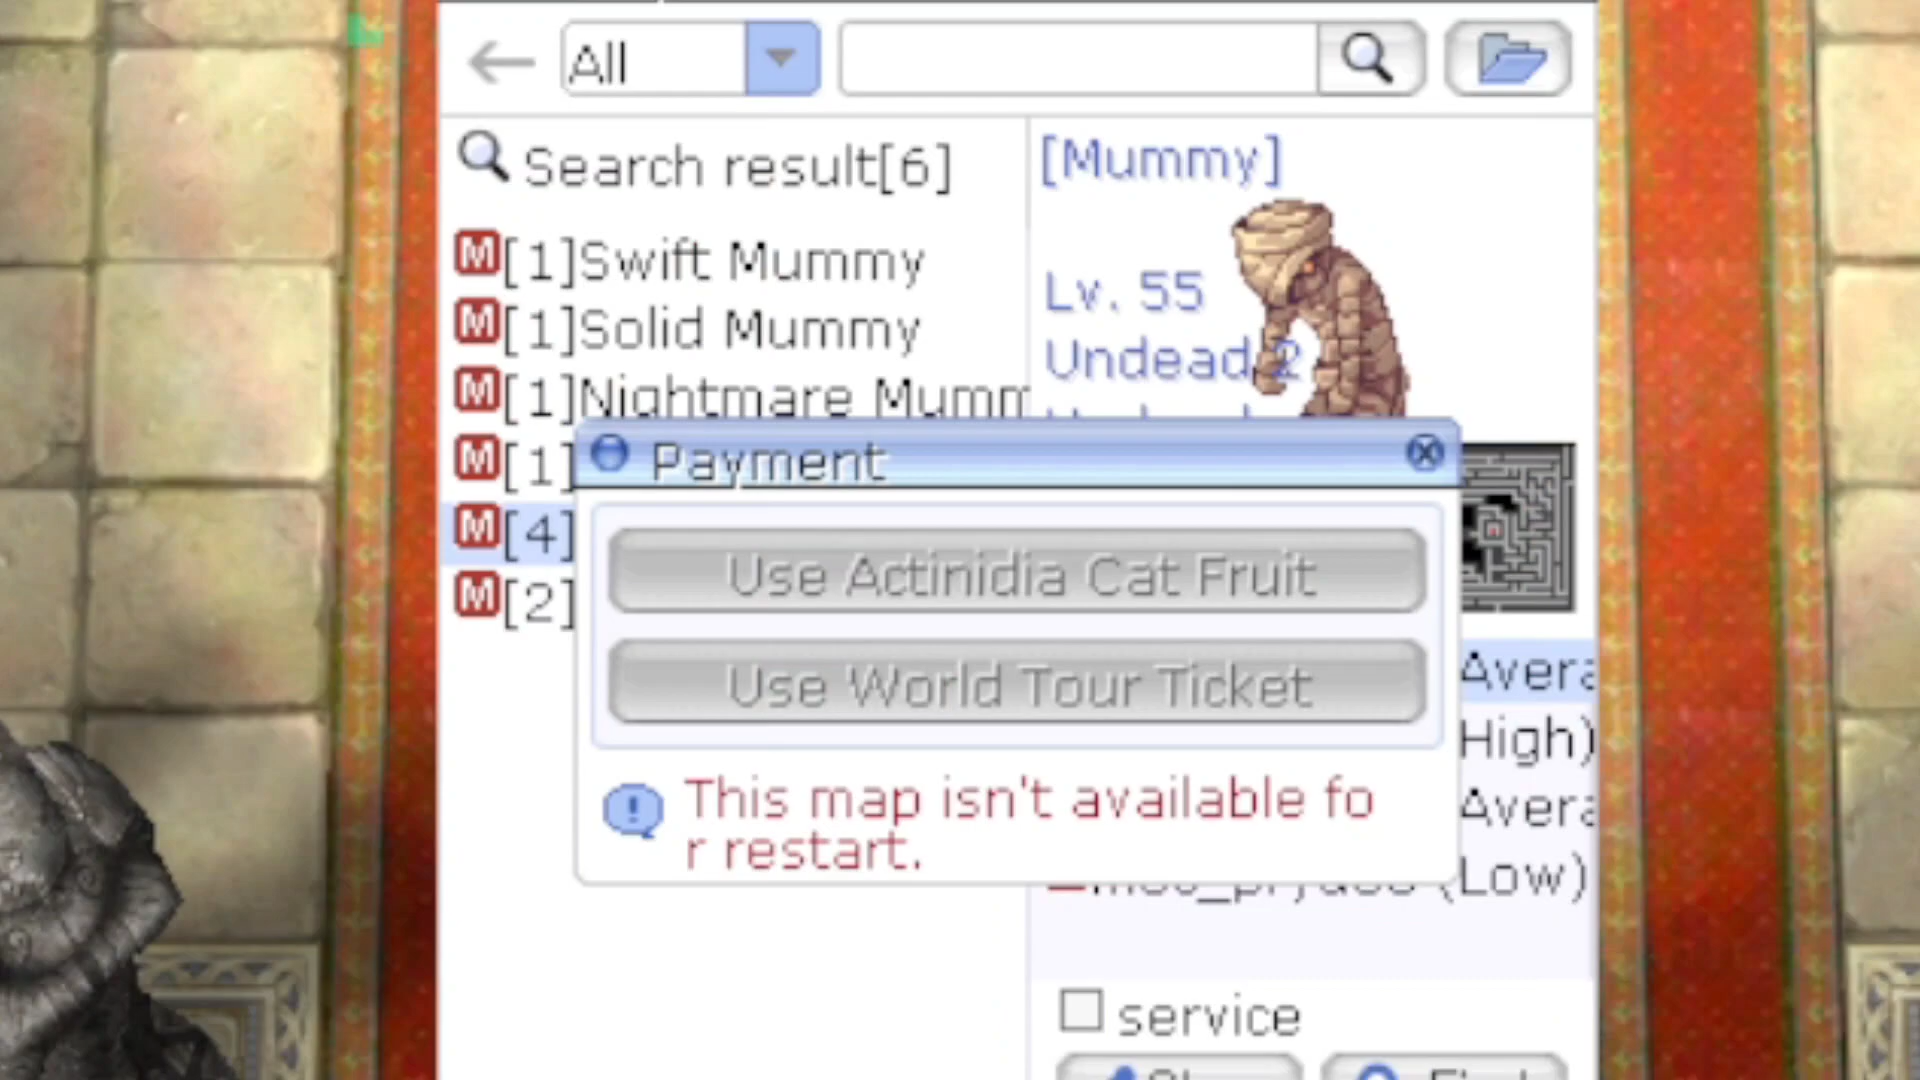 All
Search result[6]
M[1]Swift Mummy
M[1]Solid Mummy
M[1]Nightmare Mumm
M[1]
M[4]
M[2]
[Mummy]
Lv. 55
Undead 2
Payment
Use Actinidia Cat Fruit
Use World Tour Ticket
This map isn't available fo
r restart.
Avera
High)
Avera
(Low)
service